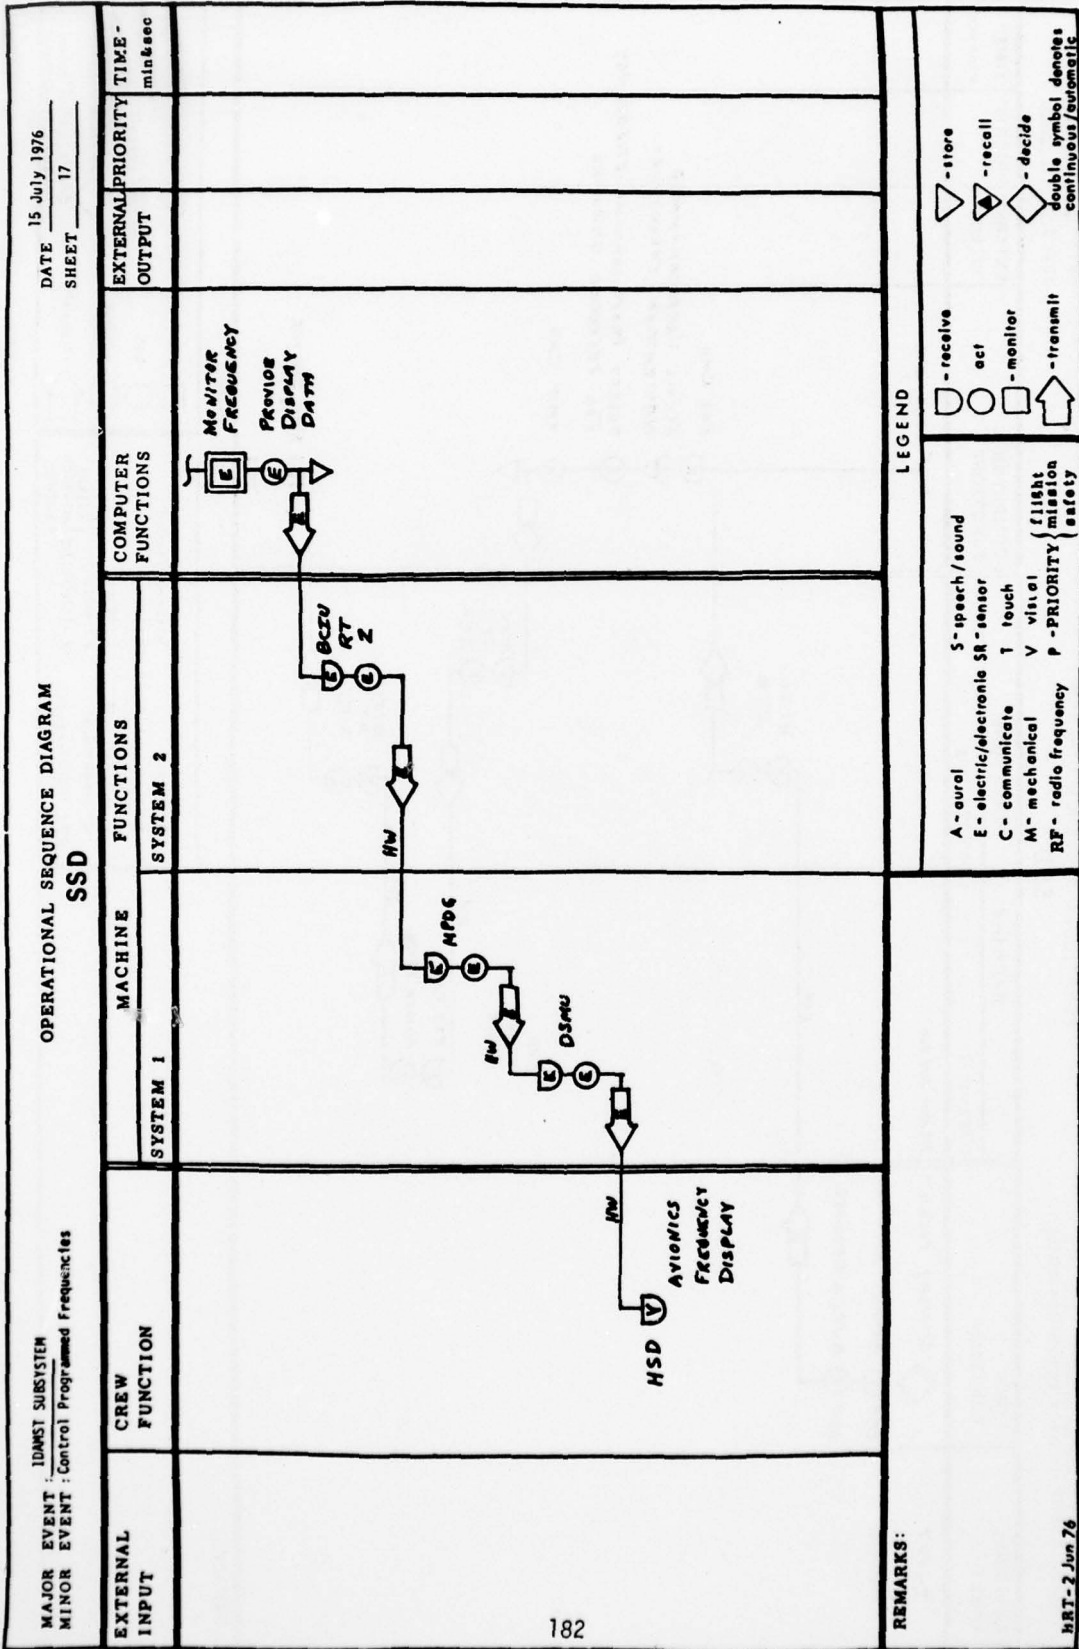 OPERATIONAL SEQUENCE DIAGRAM
SSD
MAJOR EVENT : IDAMST SUBSYSTEM
MINOR EVENT : Control Programmed Frequencies
DATE 15 July 1976
SHEET 17
EXTERNAL INPUT
CREW FUNCTION
MACHINE FUNCTIONS
SYSTEM 1
SYSTEM 2
COMPUTER FUNCTIONS
EXTERNAL OUTPUT
PRIORITY
TIME - min&sec
E
MONITOR
FREQUENCY
E
PROVIDE
DISPLAY
DATA
E
E
BCIU
RT
2
E
E
HW
E
MPDG
E
E
HW
E
DSMU
E
E
HW
V
HSD
AVIONICS
FREQUENCY
DISPLAY
REMARKS:
LEGEND
A - aural S - speech / sound
E - electric/electronic SR - sensor
C - communicate T touch
M - mechanical V visual
RF - radio frequency P - PRIORITY { flight mission safety
- receive
- act
- monitor
- transmit
- store
- recall
- decide
double symbol denotes
continuous/automatic
HRT-2 Jun 76
182